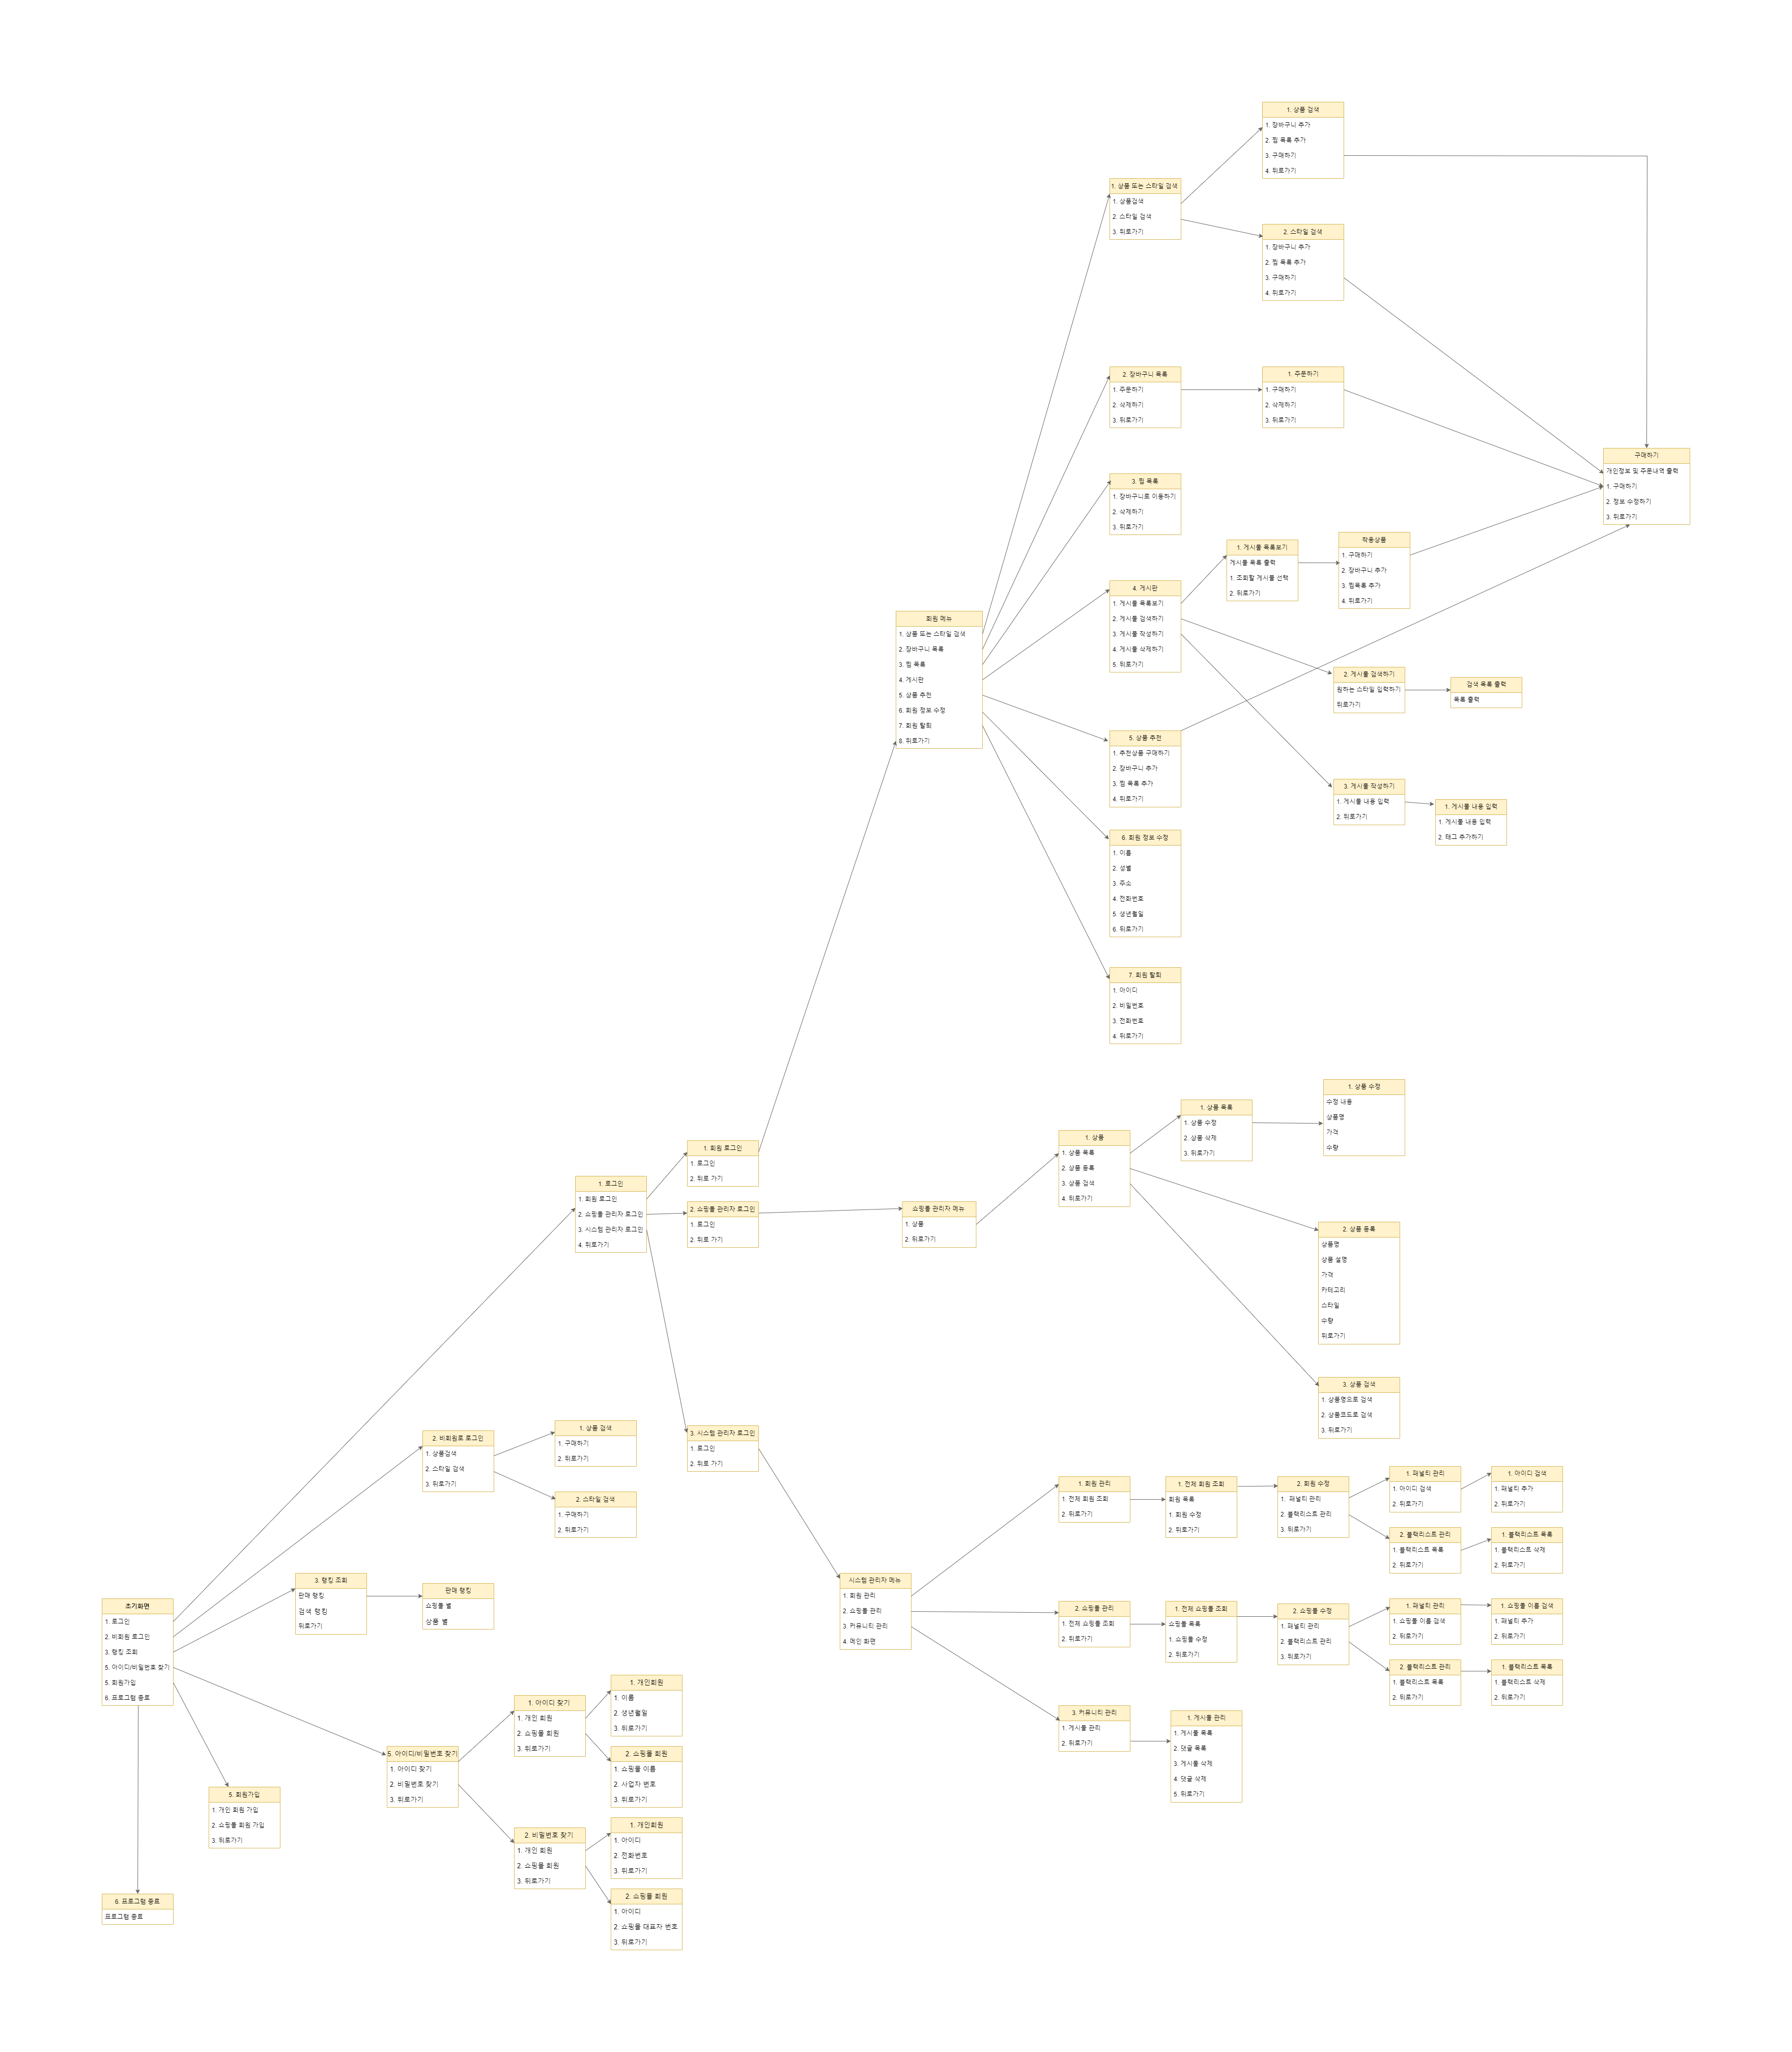 1. 상품 검색
1. 장바구니 추가
2. 찜 목록 추가
3. 구매하기
4. 뒤로가기
1. 상품 또는 스타일 검색
1. 상품검색
2. 스타일 검색
3. 뒤로가기
2. 스타일 검색
1. 장바구니 추가
2. 찜 목록 추가
3. 구매하기
4. 뒤로가기
2. 장바구니 목록
1. 주문하기
2. 삭제하기
3. 뒤로가기
1. 주문하기
1. 구매하기
2. 삭제하기
3. 뒤로가기
구매하기
개인정보 및 주문내역 출력
1. 구매하기
2. 정보 수정하기
3. 뒤로가기
3. 찜 목록
1. 장바구니로 이동하기
2. 삭제하기
3. 뒤로가기
4. 게시판
1. 게시물 목록보기
2. 게시물 검색하기
3. 게시물 작성하기
4. 게시물 삭제하기
5. 뒤로가기
1. 게시물 목록보기
게시물 목록 출력
1. 조회할 게시물 선택
2. 뒤로가기
착용상품
1. 구매하기
2. 장바구니 추가
3. 찜목록 추가
4. 뒤로가기
회원 메뉴
1. 상품 또는 스타일 검색
2. 장바구니 목록
3. 찜 목록
4. 게시판
5. 상품 추천
6. 회원 정보 수정
7. 회원 탈퇴
8. 뒤로가기
2. 게시물 검색하기
원하는 스타일 입력하기
뒤로가기
검색 목록 출력
목록 출력
5. 상품 추천
1. 추천상품 구매하기
2. 장바구니 추가
3. 찜 목록 추가
4. 뒤로가기
3. 게시물 작성하기
1. 게시물 내용 입력
2. 뒤로가기
1. 게시물 내용 입력
1. 게시물 내용 입력
2. 태그 추가하기
6. 회원 정보 수정
1. 이름
2. 성별
3. 주소
4. 전화번호
5. 생년월일
6. 뒤로가기
7. 회원 탈퇴
1. 아이디
2. 비밀번호
3. 전화번호
4. 뒤로가기
1. 로그인
1. 회원 로그인
2. 쇼핑몰 관리자 로그인
3. 시스템 관리자 로그인
4. 뒤로가기
1. 회원 로그인
1. 로그인
2. 뒤로 가기
2. 쇼핑몰 관리자 로그인
1. 로그인
2. 뒤로 가기
쇼핑몰 관리자 메뉴
1. 상품
2. 뒤로가기
1. 상품
1. 상품 목록
2. 상품 등록
3. 상품 검색
4. 뒤로가기
1. 상품 목록
1. 상품 수정
2. 상품 삭제
3. 뒤로가기
1. 상품 수정
수정 내용
상품명
가격
수량
2. 상품 등록
상품명
상품 설명
가격
카테고리
스타일
수량
뒤로가기
3. 상품 검색
1. 상품명으로 검색
2. 상품코드로 검색
3. 뒤로가기
3. 시스템 관리자 로그인
1. 로그인
2. 뒤로 가기
2. 비회원로 로그인
1. 상품검색
2. 스타일 검색
3. 뒤로가기
1. 상품 검색
1. 구매하기
2. 뒤로가기
2. 스타일 검색
1. 구매하기
2. 뒤로가기
3. 랭킹 조회
판매 랭킹
검색 랭킹
뒤로가기
판매 랭킹
쇼핑몰 별
상품 별
초기화면
1. 로그인
2. 비회원 로그인
3. 랭킹 조회
5. 아이디/비밀번호 찾기
5. 회원가입
6. 프로그램 종료
시스템 관리자 메뉴
1. 회원 관리
2. 쇼핑몰 관리
3. 커뮤니티 관리
4. 메인 화면
1. 회원 관리
1. 전체 회원 조회
2. 뒤로가기
1. 전체 회원 조회
회원 목록
1. 회원 수정
2. 뒤로가기
2. 회원 수정
1. 패널티 관리
2. 블랙리스트 관리
3. 뒤로가기
1. 패널티 관리
1. 아이디 검색
2. 뒤로가기
1. 아이디 검색
1. 패널티 추가
2. 뒤로가기
2. 블랙리스트 관리
1. 블랙리스트 목록
2. 뒤로가기
1. 블랙리스트 목록
1. 블랙리스트 삭제
2. 뒤로가기
2. 쇼핑몰 관리
1. 전체 쇼핑몰 조회
2. 뒤로가기
1. 전체 쇼핑몰 조회
쇼핑몰 목록
1. 쇼핑몰 수정
2. 뒤로가기
2. 쇼핑몰 수정
1. 패널티 관리
2. 블랙리스트 관리
3. 뒤로가기
1. 패널티 관리
1. 쇼핑몰 이름 검색
2. 뒤로가기
1. 쇼핑몰 이름 검색
1. 패널티 추가
2. 뒤로가기
2. 블랙리스트 관리
1. 블랙리스트 목록
2. 뒤로가기
1. 블랙리스트 목록
1. 블랙리스트 삭제
2. 뒤로가기
3. 커뮤니티 관리
1. 게시물 관리
2. 뒤로가기
1. 게시물 관리
1. 게시물 목록
2. 댓글 목록
3. 게시물 삭제
4. 댓글 삭제
5. 뒤로가기
5. 아이디/비밀번호 찾기
1. 아이디 찾기
2. 비밀번호 찾기
3. 뒤로가기
1. 아이디 찾기
1. 개인 회원
2. 쇼핑몰 회원
3. 뒤로가기
1. 개인회원
1. 이름
2. 생년월일
3. 뒤로가기
2. 쇼핑몰 회원
1. 쇼핑몰 이름
2. 사업자 번호
3. 뒤로가기
2. 비밀번호 찾기
1. 개인 회원
2. 쇼핑몰 회원
3. 뒤로가기
1. 개인회원
1. 아이디
2. 전화번호
3. 뒤로가기
2. 쇼핑몰 회원
1. 아이디
2. 쇼핑몰 대표자 번호
3. 뒤로가기
5. 회원가입
1. 개인 회원 가입
2. 쇼핑몰 회원 가입
3. 뒤로가기
6. 프로그램 종료
프로그램 종료